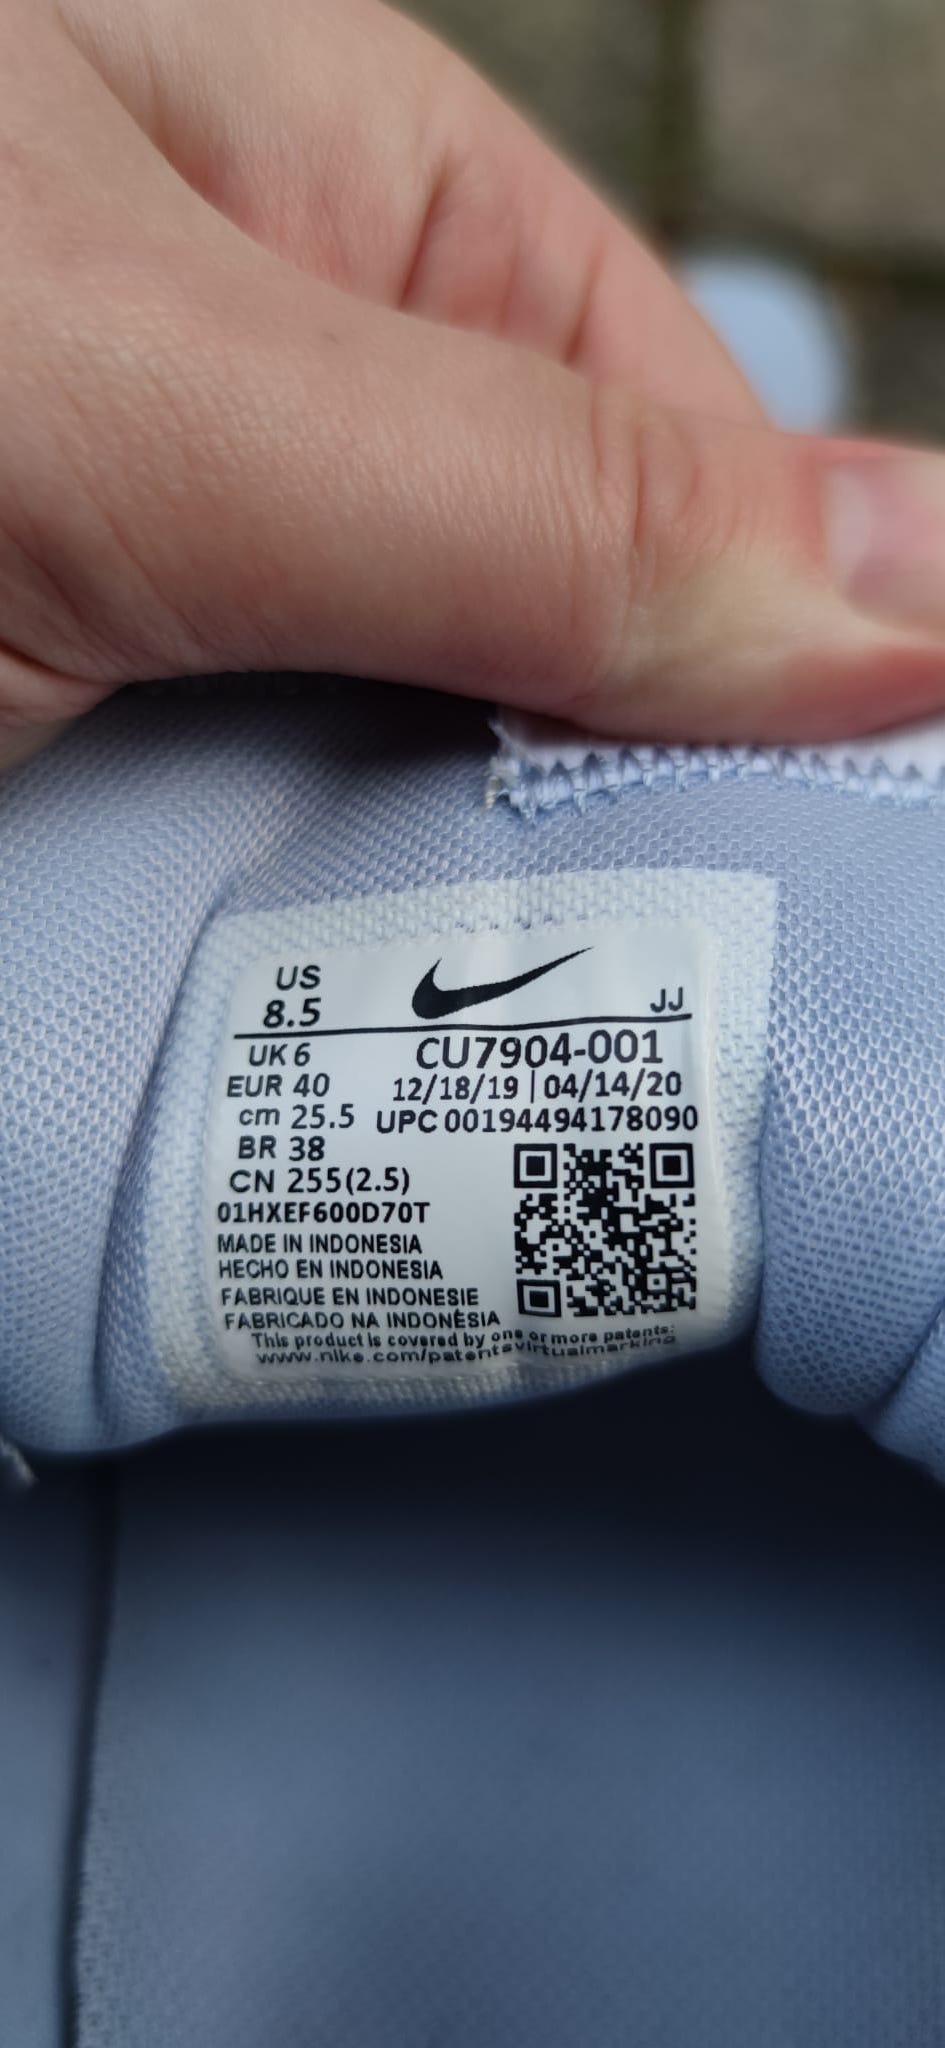 US
8.5
JJ
UK 6
CU7904-001
EUR 40
12/18/19 | 04/14/20
cm 25.5
UPC 00194494178090
BR 38
CN 255(2.5)
01HXEF600D70T
MADE IN INDONESIA
HECHO EN INDONESIA
FABRIQUE EN INDONESIE
FABRICADO NA INDONÉSIA
This product is covered by one or more patents:
www.nike.com/patentsvirtualmarking